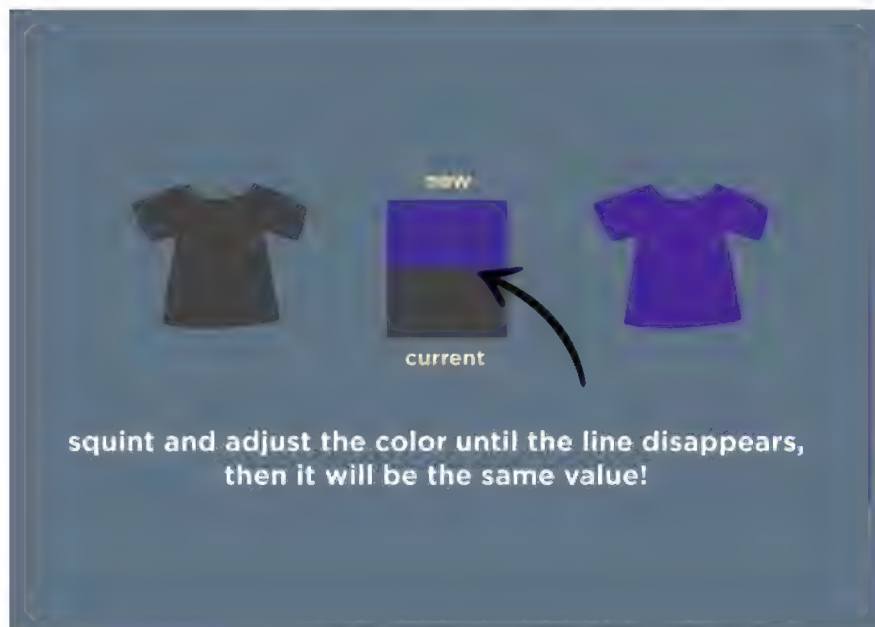 new
current
squint and adjust the color until the line disappears,
then it will be the same value!